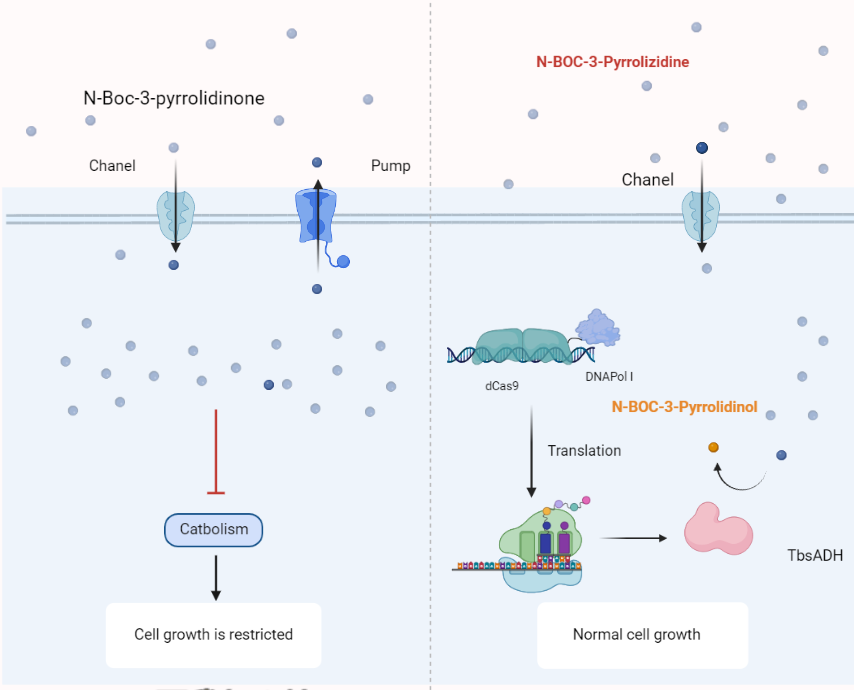 N-Boc-3-pyrrolidinone
Chanel
Pump
Catbolism
Cell growth is restricted
N-BOC-3-Pyrrolizidine
Chanel
dCas9
DNAPol I
N-BOC-3-Pyrrolidinol
Translation
TbsADH
Normal cell growth